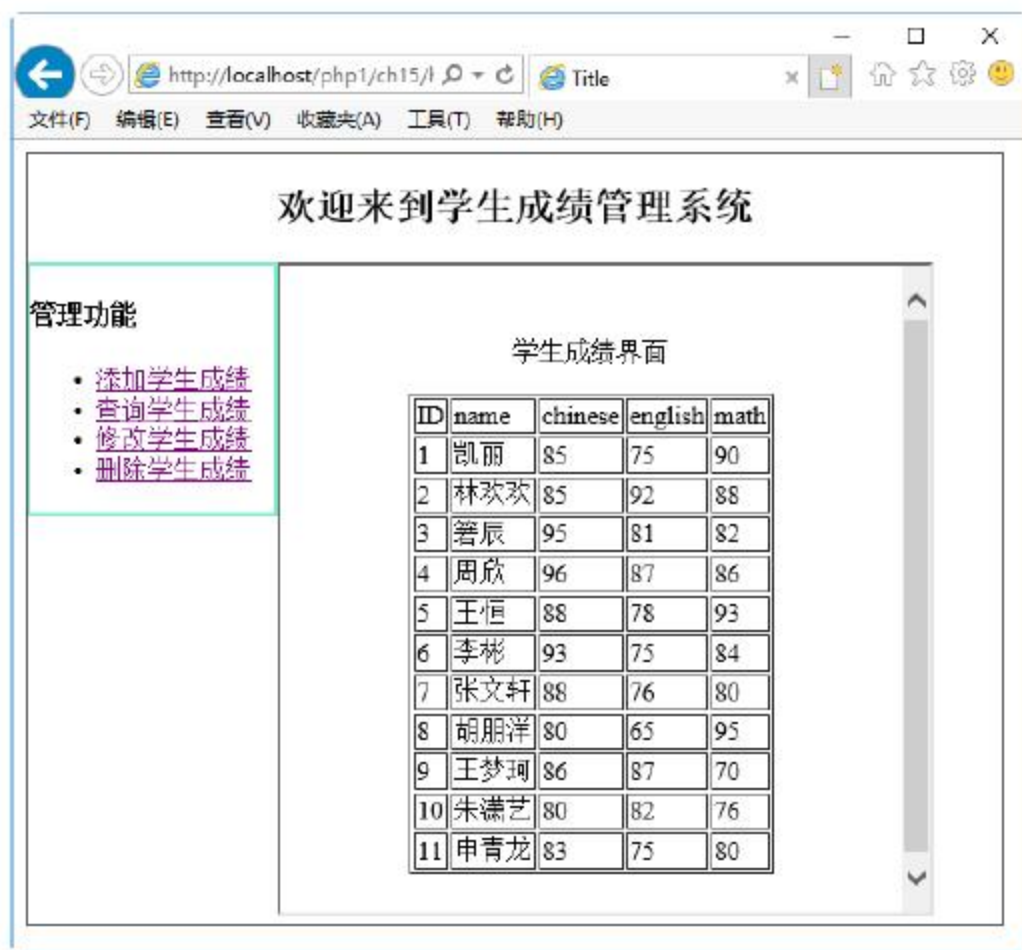 http://localhost/php1/ch15/ Title
文件(F) 编辑(E) 查看(V) 收藏夹(A) 工具(T) 帮助(H)
欢迎来到学生成绩管理系统
管理功能
• 添加学生成绩
• 查询学生成绩
• 修改学生成绩
• 删除学生成绩
学生成绩界面
ID name chinese english math
1 凯丽 85 75 90
2 林欢欢 85 92 88
3 箬辰 95 81 82
4 周欣 96 87 86
5 王恒 88 78 93
6 李彬 93 75 84
7 张文轩 88 76 80
8 胡朋洋 80 65 95
9 王梦珂 86 87 70
10 朱潇艺 80 82 76
11 申青龙 83 75 80